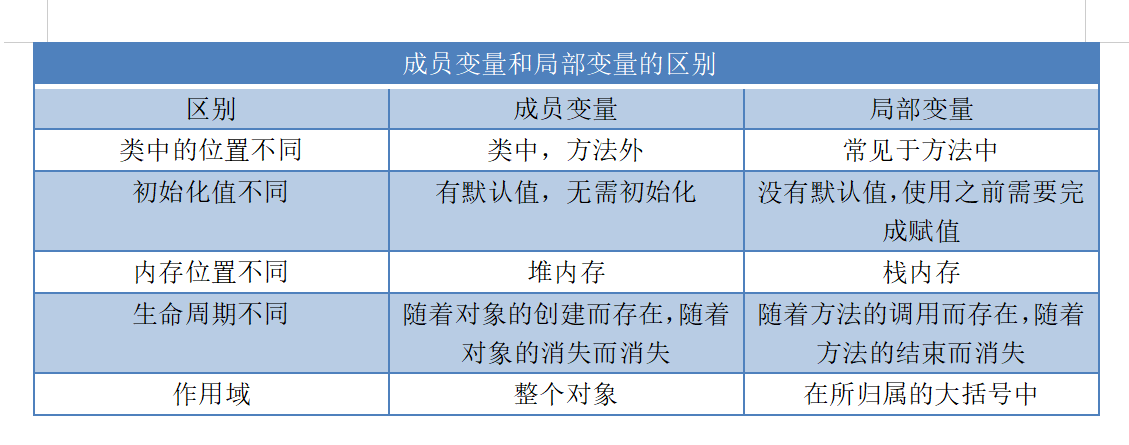 成员变量和局部变量的区别
区别 成员变量 局部变量
类中的位置不同 类中，方法外 常见于方法中
初始化值不同 有默认值，无需初始化 没有默认值,使用之前需要完
成赋值
内存位置不同 堆内存 栈内存
生命周期不同 随着对象的创建而存在,随着 随着方法的调用而存在,随着
对象的消失而消失 方法的结束而消失
作用域 整个对象 在所归属的大括号中